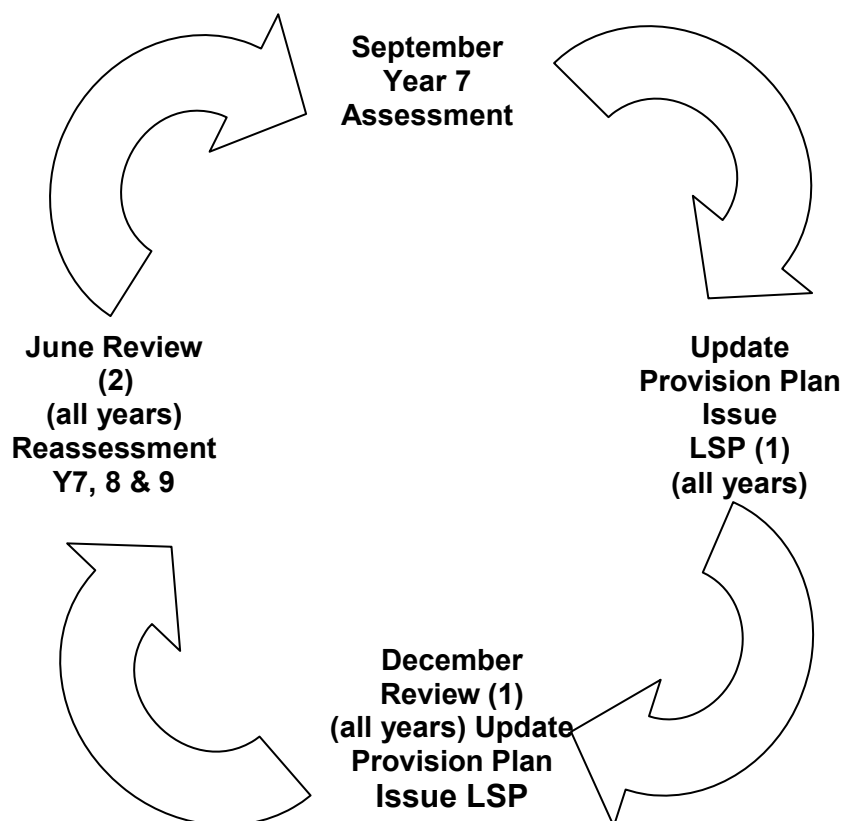 September
Year 7
Assessment
Update
Provision Plan
Issue
LSP (1)
(all years)
December
Review (1)
(all years) Update
Provision Plan
Issue LSP
June Review
(2)
(all years)
Reassessment
Y7, 8 & 9